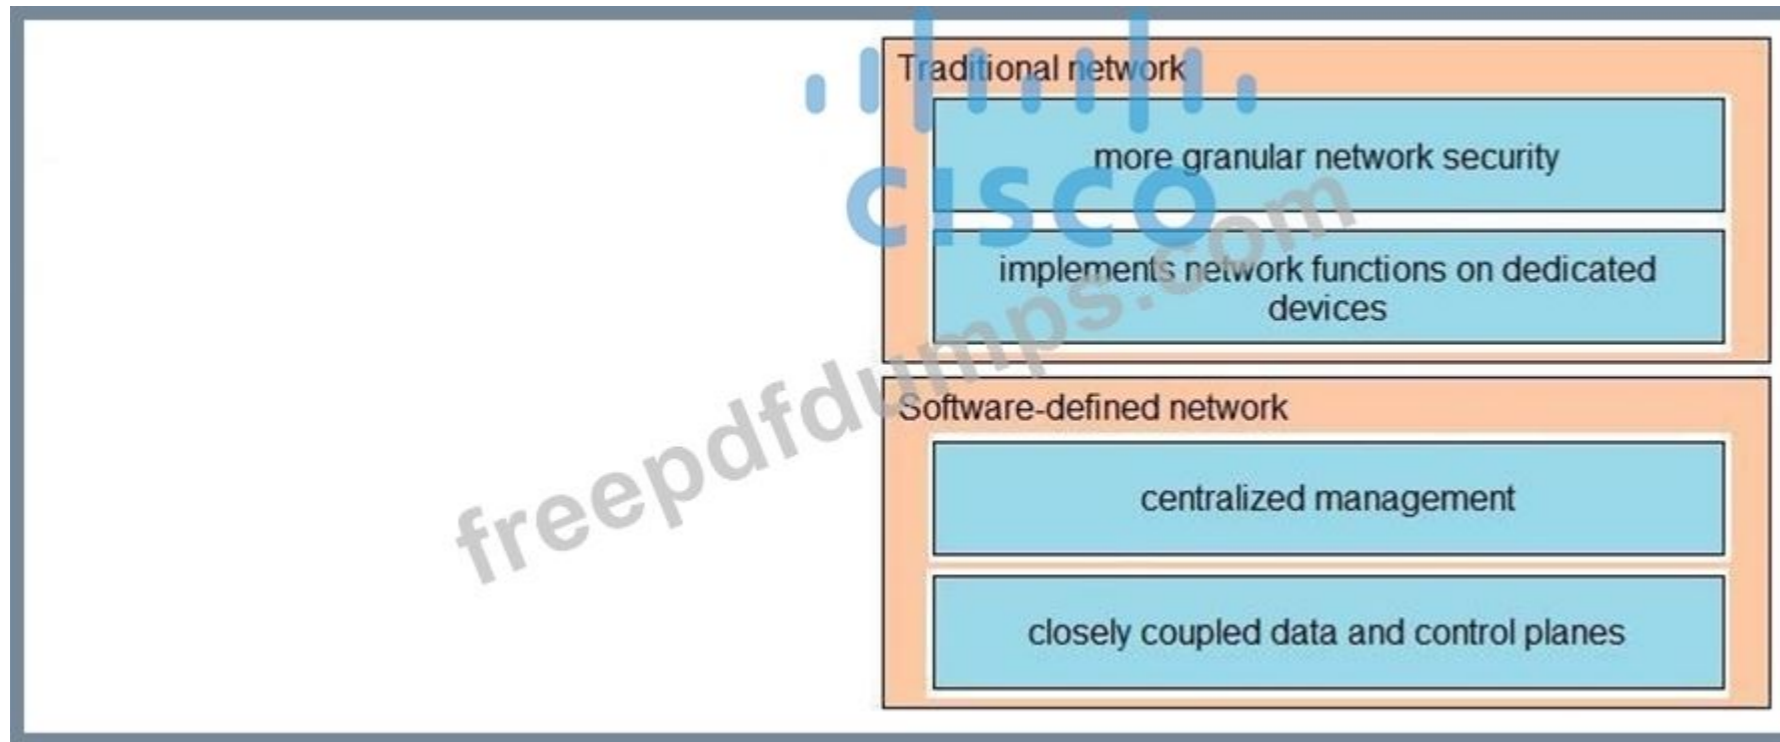 Traditional network
more granular network security
CISCO
implements network functions on dedicated
devices
freepdfdumps.com
Software-defined network
centralized management
closely coupled data and control planes